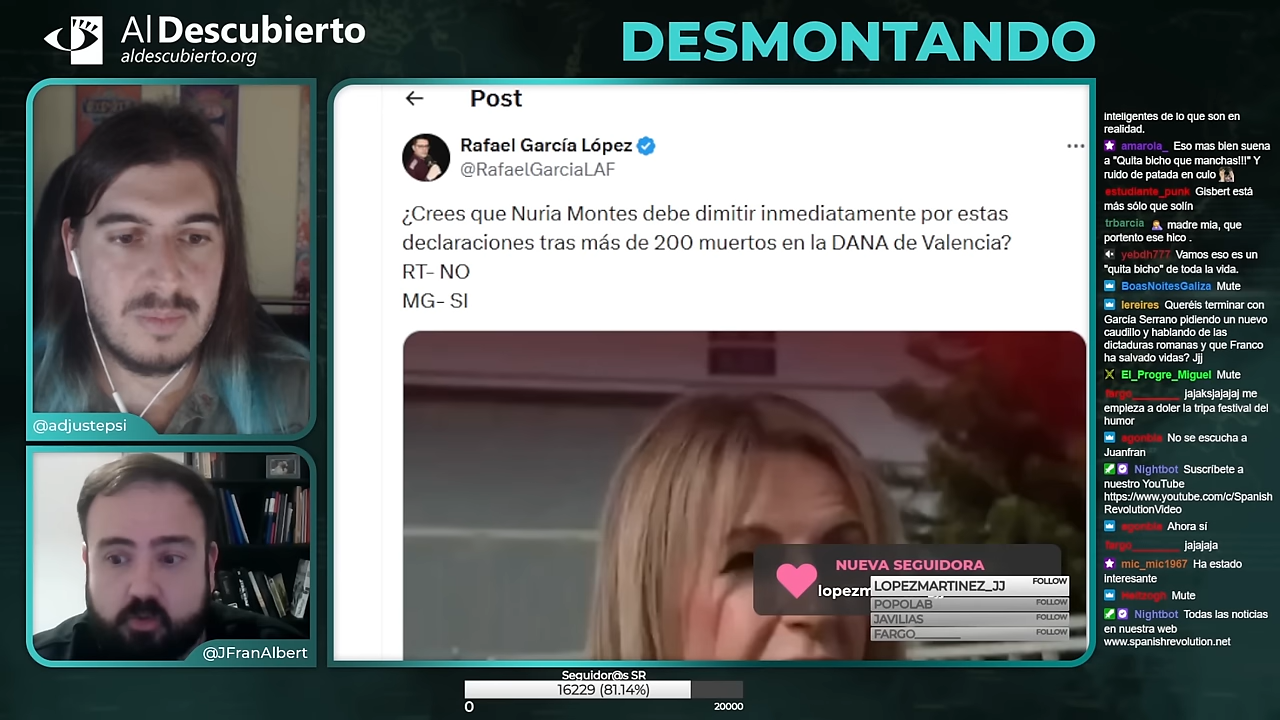 Al Descubierto
aldescubierto.org
DESMONTANDO
@adjustepsi
@JFranAlbert
Post
Rafael García López
@RafaelGarciaLAF
¿Crees que Nuria Montes debe dimitir inmediatamente por estas
declaraciones tras más de 200 muertos en la DANA de Valencia?
RT- NO
MG- SI
NUEVA SEGUIDORA
lopezm
LOPEZMARTINEZ_JJ FOLLOW
POPOLAB FOLLOW
JAVILIAS FOLLOW
FARGO________ FOLLOW
Seguidor@s SR
16229 (81.14%)
0 20000
inteligentes de lo que son en
realidad.
amarola_ Eso mas bien suena
a "Quita bicho que manchas!!!" Y
ruido de patada en culo
estudiante_punk Gisbert está
más sólo que solín
trbarcia madre mia, que
portento ese hico .
yebdh777 Vamos eso es un
"quita bicho" de toda la vida.
BoasNoitesGaliza Mute
lereires Queréis terminar con
García Serrano pidiendo un nuevo
caudillo y hablando de las
dictaduras romanas y que Franco
ha salvado vidas? Jjj
El_Progre_Miguel Mute
fargo________ jajaksjajajaj me
empieza a doler la tripa festival del
humor
agonbla No se escucha a
Juanfran
Nightbot Suscríbete a
nuestro YouTube
https://www.youtube.com/c/Spanish
RevolutionVideo
agonbla Ahora sí
fargo________ jajajaja
mic_mic1967 Ha estado
interesante
Heitzogh Mute
Nightbot Todas las noticias
en nuestra web
www.spanishrevolution.net